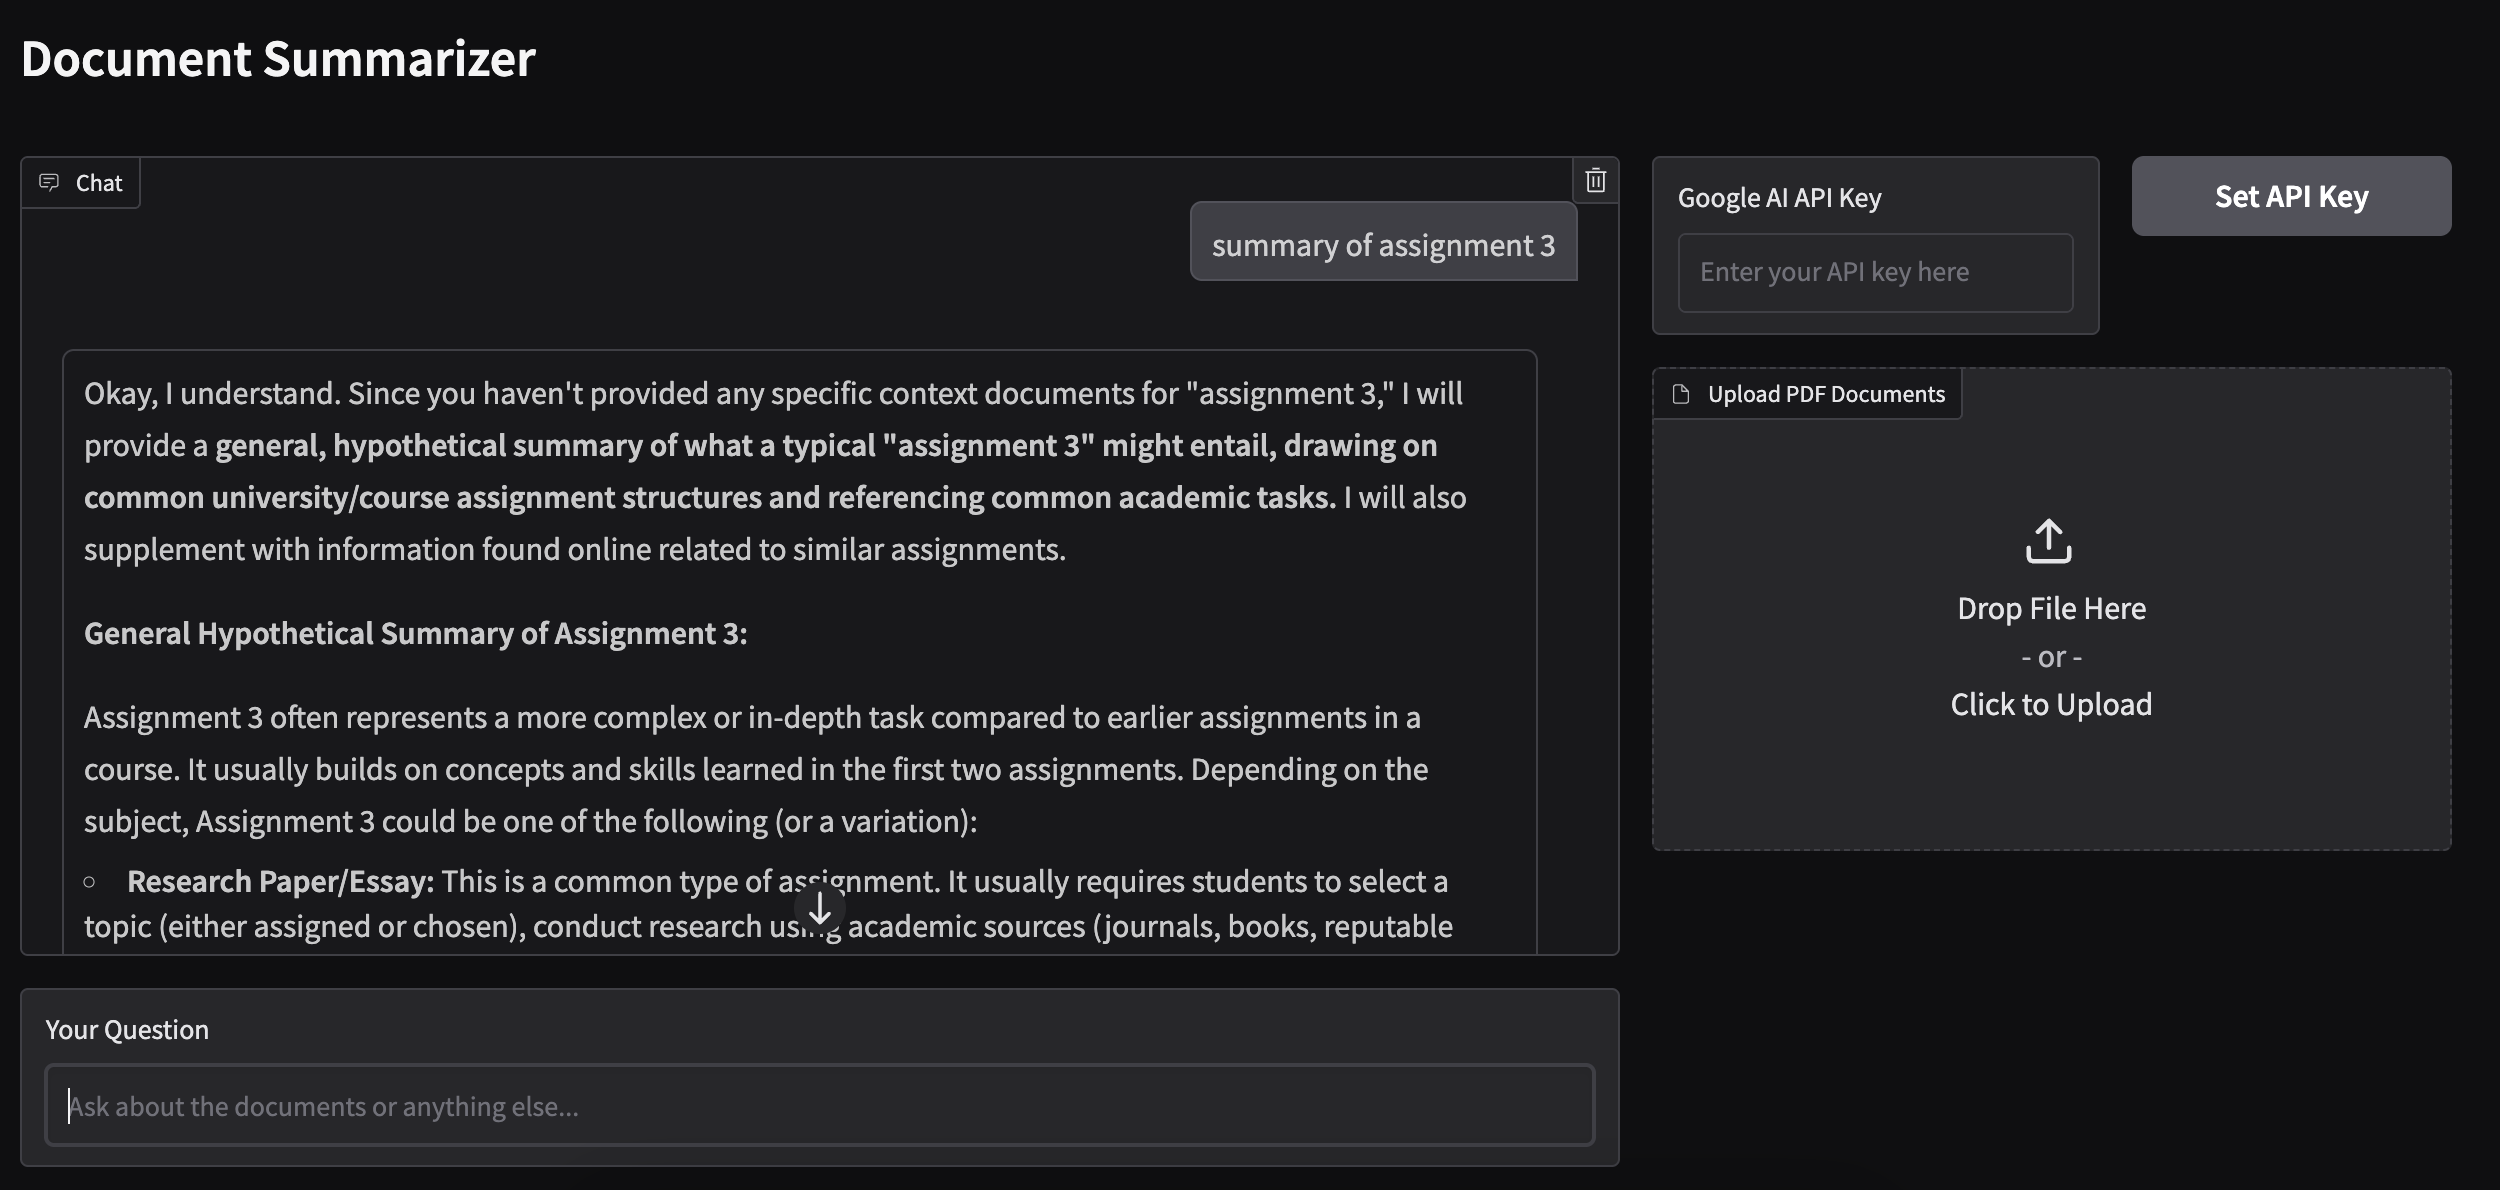 Document Summarizer
Chat
summary of assignment 3
Okay, I understand. Since you haven't provided any specific context documents for "assignment 3," I will
provide a general, hypothetical summary of what a typical "assignment 3" might entail, drawing on
common university/course assignment structures and referencing common academic tasks. I will also
supplement with information found online related to similar assignments.
General Hypothetical Summary of Assignment 3:
Assignment 3 often represents a more complex or in-depth task compared to earlier assignments in a
course. It usually builds on concepts and skills learned in the first two assignments. Depending on the
subject, Assignment 3 could be one of the following (or a variation):
Research Paper/Essay: This is a common type of assignment. It usually requires students to select a
topic (either assigned or chosen), conduct research using academic sources (journals, books, reputable
Your Question
Ask about the documents or anything else...
Google AI API Key
Enter your API key here
Set API Key
Upload PDF Documents
Drop File Here
- or -
Click to Upload